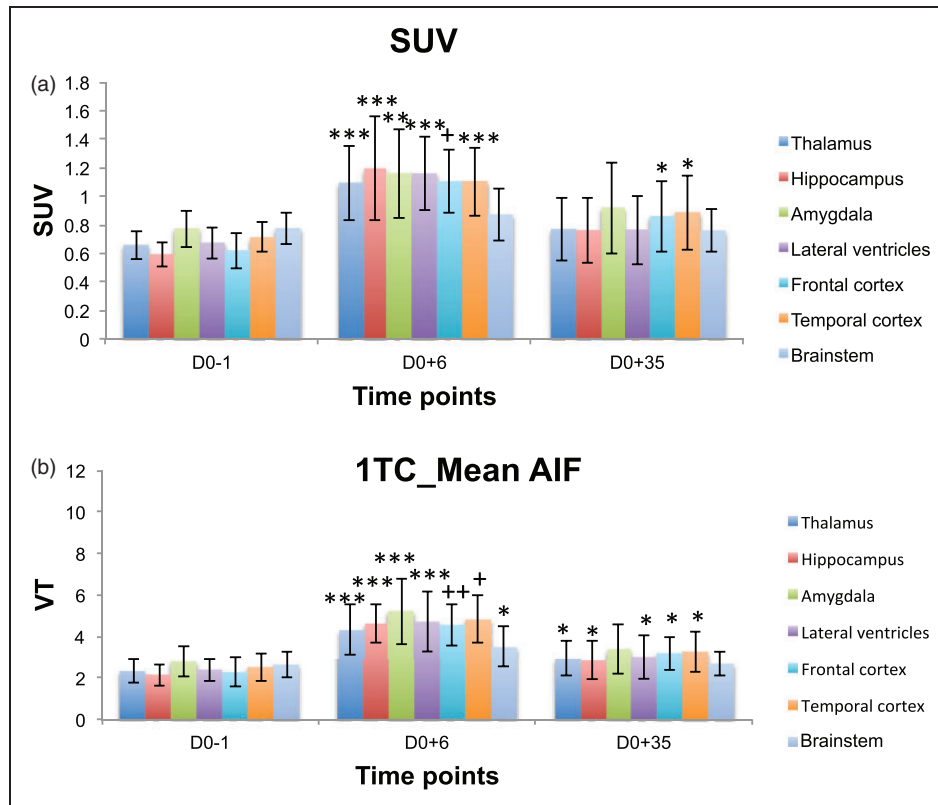 SUV
(a)
1.8
1.6
1.4
1.2
1
0.8
0.6
0.4
0.2
0
SUV
***
***
**
***
+
***
*
*
D0-1
D0+6
D0+35
Time points
Thalamus
Hippocampus
Amygdala
Lateral ventricles
Frontal cortex
Temporal cortex
Brainstem
(b)
1TC_Mean AIF
12
10
8
6
4
2
0
VT
***
***
***
***
++
+
*
*
*
*
*
*
D0-1
D0+6
D0+35
Time points
Thalamus
Hippocampus
Amygdala
Lateral ventricles
Frontal cortex
Temporal cortex
Brainstem